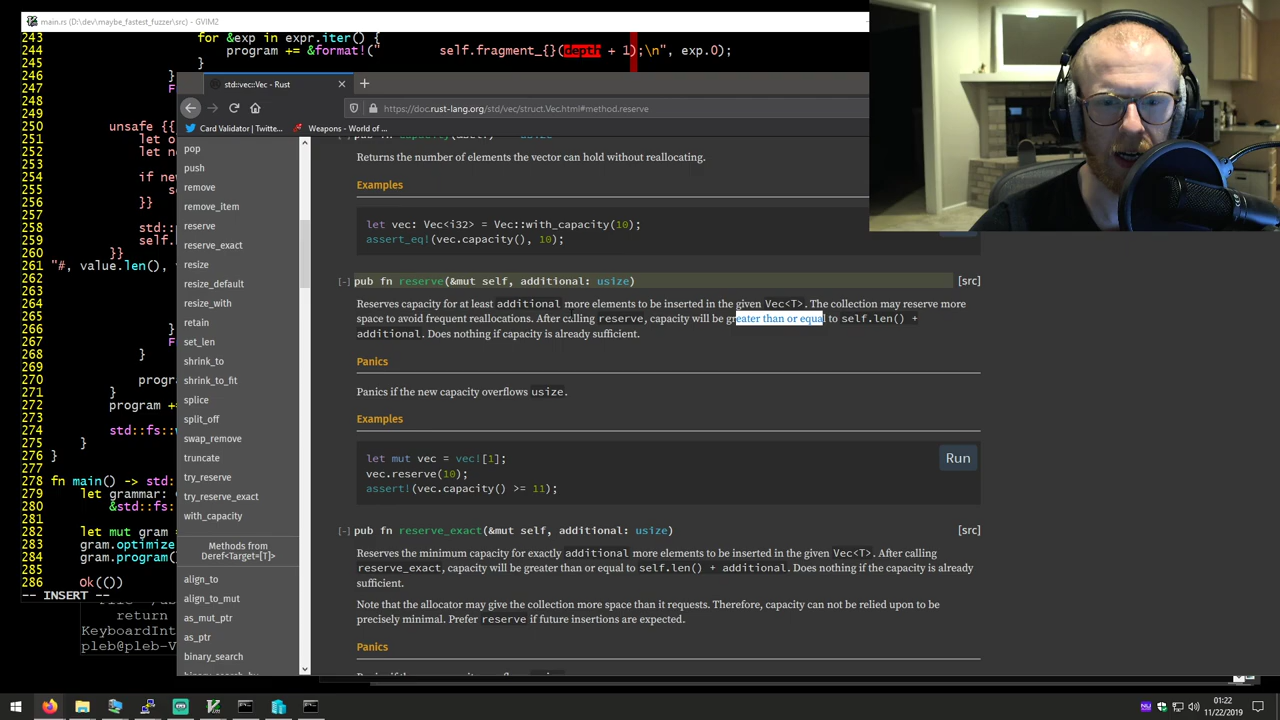 main.rs (D:\dev\maybe_fastest_fuzzer\src) - GVIM2
243 for &exp in expr.iter() {
244 program += &format!(" self.fragment_{}(depth + 1);\n", exp.0);
245 }
246 }
247 F
248
249
250 unsafe {{
251 let o
252 let ne
253
254 if new
255 se
256 }}
257
258 std::p
259 self.
260 }}
261 "#, value.len(), v
262
263
264
265
266
267 F
268 }
269
270 progra
271 }
272 program +=
273
274 std::fs::w
275 }
276 }
277
278 fn main() -> std:
279 let grammar: G
280 &std::fs:
281
282 let mut gram =
283 gram.optimize
284 gram.program(
285
286 Ok(())
-- INSERT --
return
KeyboardInt
pleb@pleb-V
std::vec::Vec - Rust
https://doc.rust-lang.org/std/vec/struct.Vec.html#method.reserve
Card Validator | Twitte...
Weapons - World of ...
pop
push
remove
remove_item
reserve
reserve_exact
resize
resize_default
resize_with
retain
set_len
shrink_to
shrink_to_fit
splice
split_off
swap_remove
truncate
try_reserve
try_reserve_exact
with_capacity
Methods from
Deref<Target=[T]>
align_to
align_to_mut
as_mut_ptr
as_ptr
binary_search
pub fn capacity(&self) -> usize
Returns the number of elements the vector can hold without reallocating.
Examples
let vec: Vec<i32> = Vec::with_capacity(10);
assert_eq!(vec.capacity(), 10);
[-] pub fn reserve(&mut self, additional: usize) [src]
Reserves capacity for at least additional more elements to be inserted in the given Vec<T>. The collection may reserve more
space to avoid frequent reallocations. After calling reserve, capacity will be greater than or equal to self.len() +
additional. Does nothing if capacity is already sufficient.
Panics
Panics if the new capacity overflows usize.
Examples
let mut vec = vec![1];
vec.reserve(10);
assert!(vec.capacity() >= 11);
Run
[-] pub fn reserve_exact(&mut self, additional: usize) [src]
Reserves the minimum capacity for exactly additional more elements to be inserted in the given Vec<T>. After calling
reserve_exact, capacity will be greater than or equal to self.len() + additional. Does nothing if the capacity is already
sufficient.
Note that the allocator may give the collection more space than it requests. Therefore, capacity can not be relied upon to be
precisely minimal. Prefer reserve if future insertions are expected.
Panics
01:22
11/22/2019